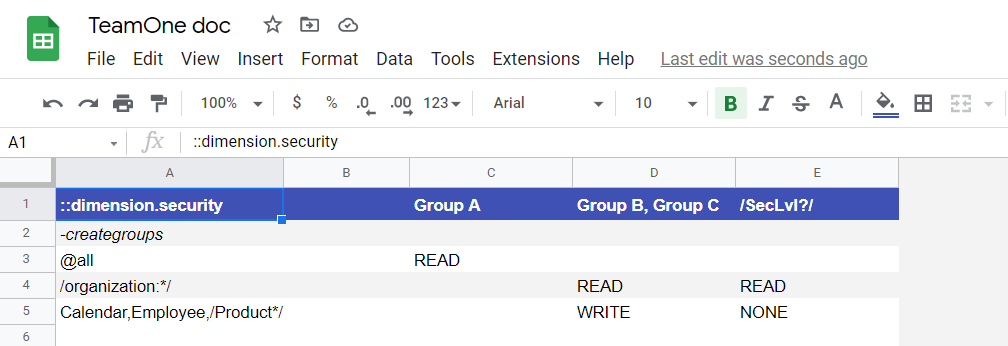 TeamOne doc
File Edit View Insert Format Data Tools Extensions Help Last edit was seconds ago
100% $ % .0 .00 123 Arial 10 B I S A
A1 fx ::dimension.security
A B C D E
1 ::dimension.security Group A Group B, Group C /SecLvl?/
2 -creategroups
3 @all READ
4 /organization:*/ READ READ
5 Calendar,Employee,/Product*/ WRITE NONE
6